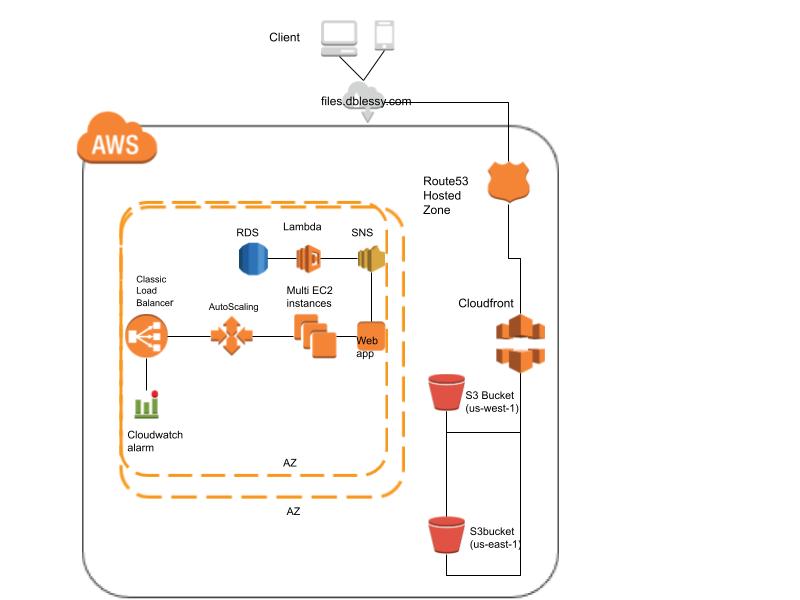 Client
files.dblessy.com
AWS
Route53
Hosted
Zone
RDS
Lambda
SNS
Classic
Load
Balancer
AutoScaling
Multi EC2
instances
Web
app
Cloudfront
S3 Bucket
(us-west-1)
Cloudwatch
alarm
AZ
AZ
S3bucket
(us-east-1)